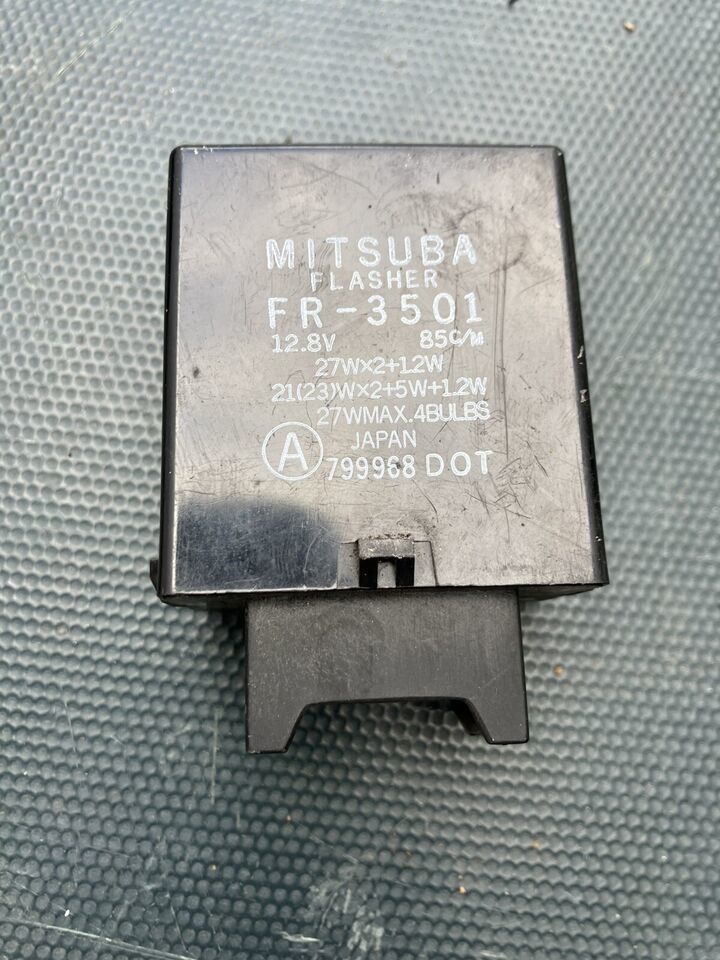 MITSUBA
FLASHER
FR-3501
12.8V 85C/M
27W×2+1.2W
21(23)W×2+5W+1.2W
27WMAX.4BULBS
JAPAN
A 799968 DOT